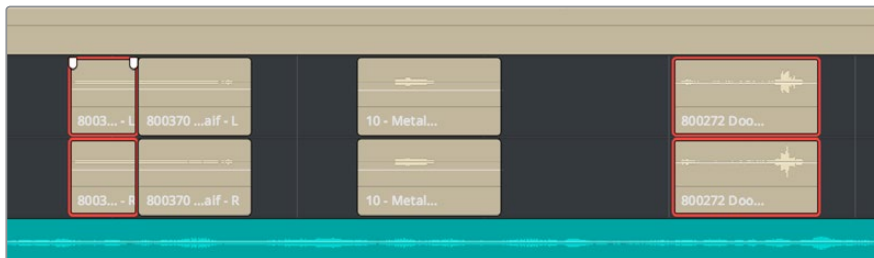 8003... - L 800370 ...aif - L 10 - Metal... 800272 Doo...
8003... - R 800370 ...aif - R 10 - Metal... 800272 Doo...